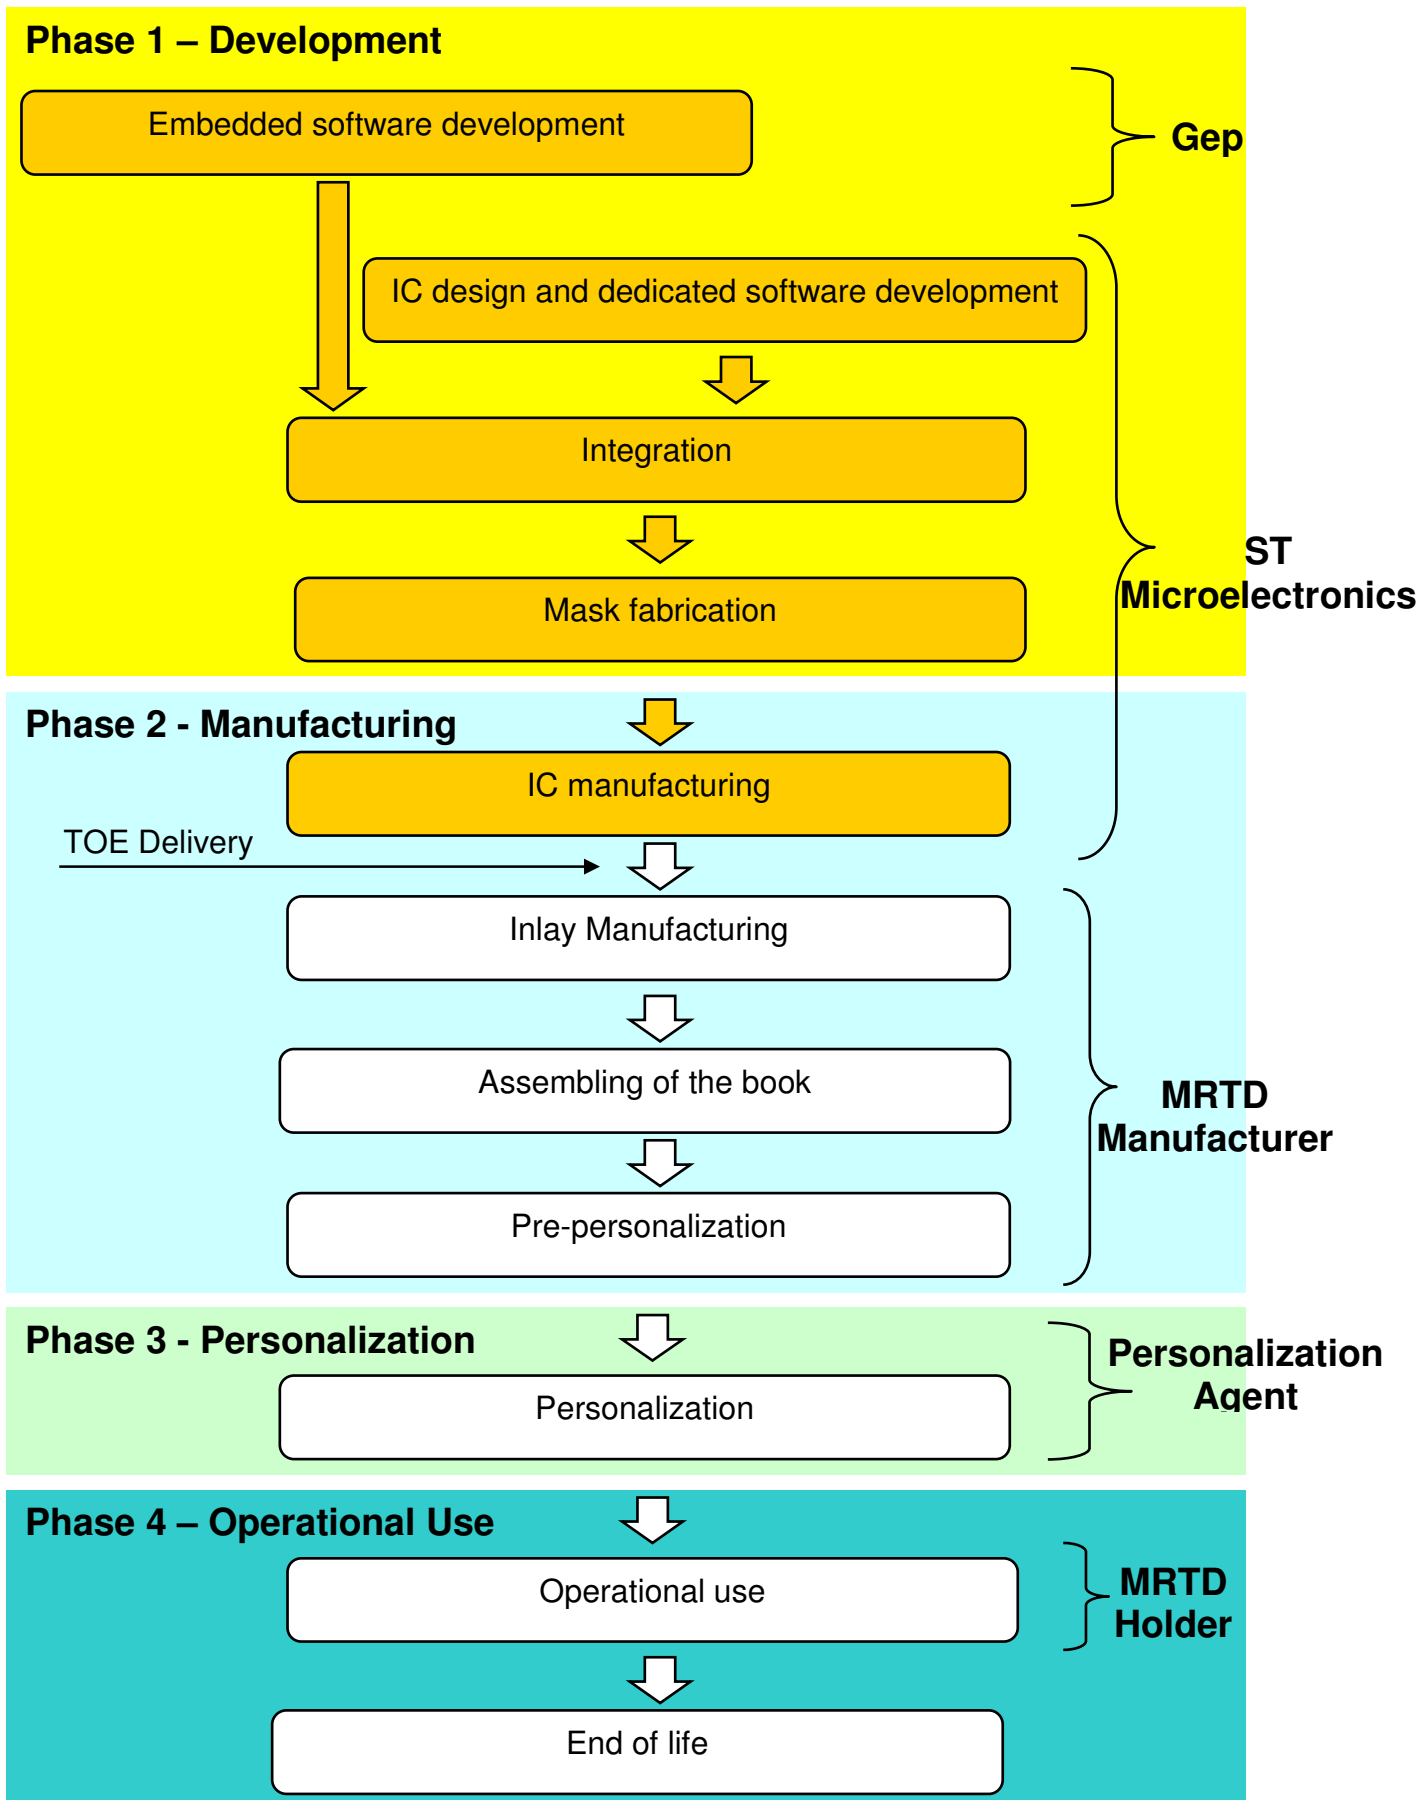 Phase 1 – Development
Embedded software development
Gep
IC design and dedicated software development
Integration
ST
Microelectronics
Mask fabrication
Phase 2 - Manufacturing
IC manufacturing
TOE Delivery
Inlay Manufacturing
Assembling of the book
MRTD
Manufacturer
Pre-personalization
Phase 3 - Personalization
Personalization
Agent
Personalization
Phase 4 – Operational Use
Operational use
MRTD
Holder
End of life